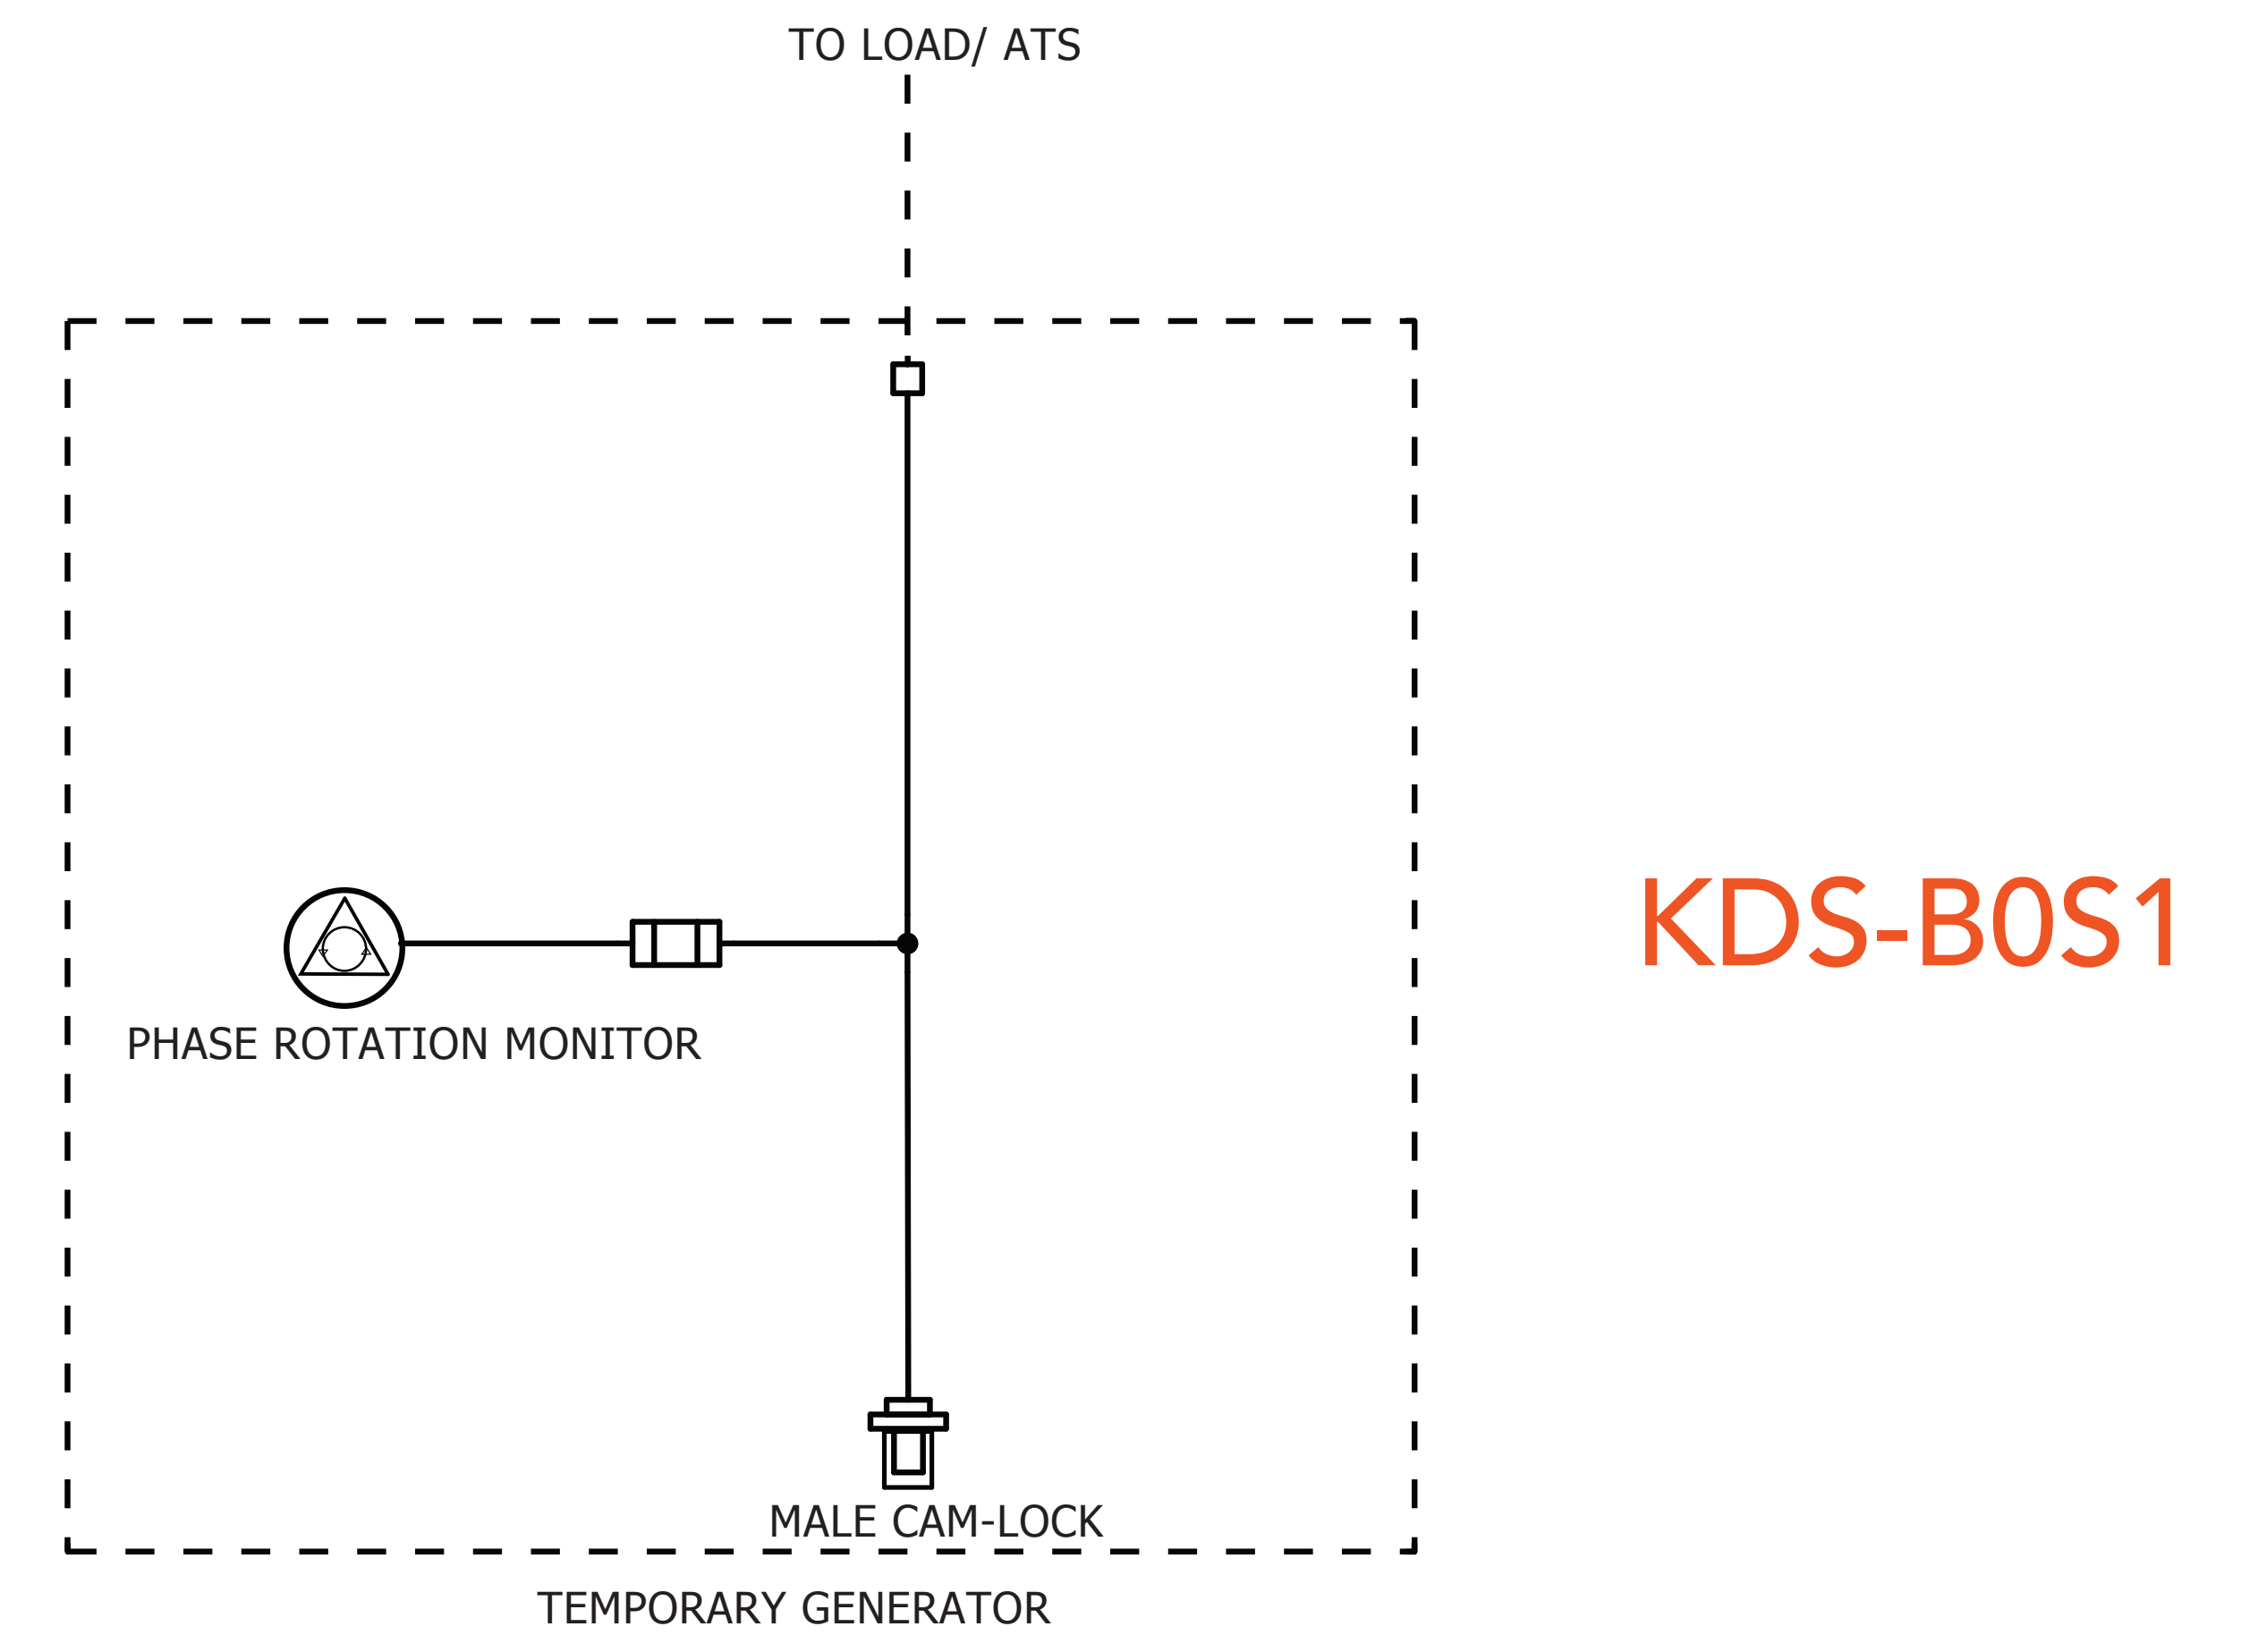 TO LOAD/ ATS
KDS-B0S1
PHASE ROTATION MONITOR
MALE CAM-LOCK
TEMPORARY GENERATOR